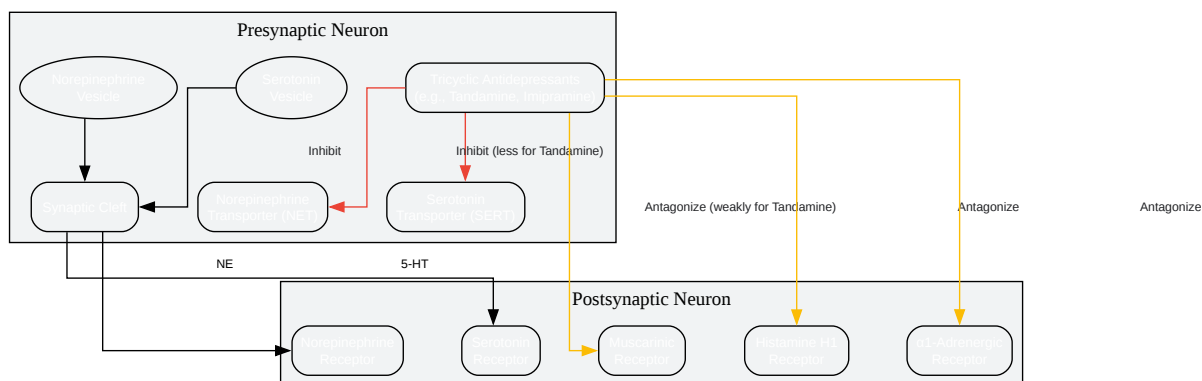 Presynaptic Neuron
Norepinephrine
Vesicle
Serotonin
Vesicle
Tricyclic Antidepressants
(e.g., Tandamine, Imipramine)
Inhibit
Inhibit (less for Tandamine)
Synaptic Cleft
Norepinephrine
Transporter (NET)
Serotonin
Transporter (SERT)
Antagonize (weakly for Tandamine)
Antagonize
Antagonize
NE
5-HT
Postsynaptic Neuron
Norepinephrine
Receptor
Serotonin
Receptor
Muscarinic
Receptor
Histamine H1
Receptor
α1-Adrenergic
Receptor